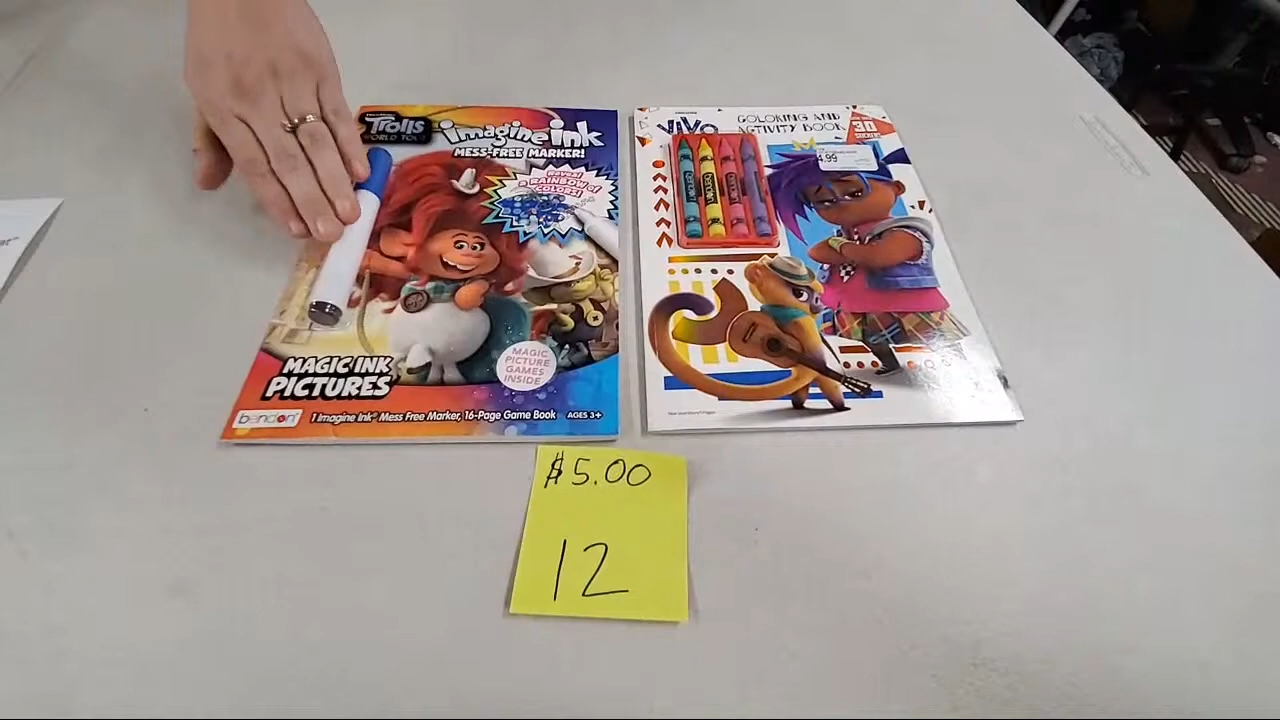 TROLLS
WORLD TOUR
imagine ink
MESS-FREE MARKER!
Reveal
a RAINBOW of
COLORS!
MAGIC
PICTURE
GAMES
INSIDE
MAGIC INK
PICTURES
bendon
1 Imagine Ink® Mess Free Marker, 16-Page Game Book AGES 3+
VIVO
COLORING AND
ACTIVITY BOOK
30
STICKERS
4.99
$5.00
12